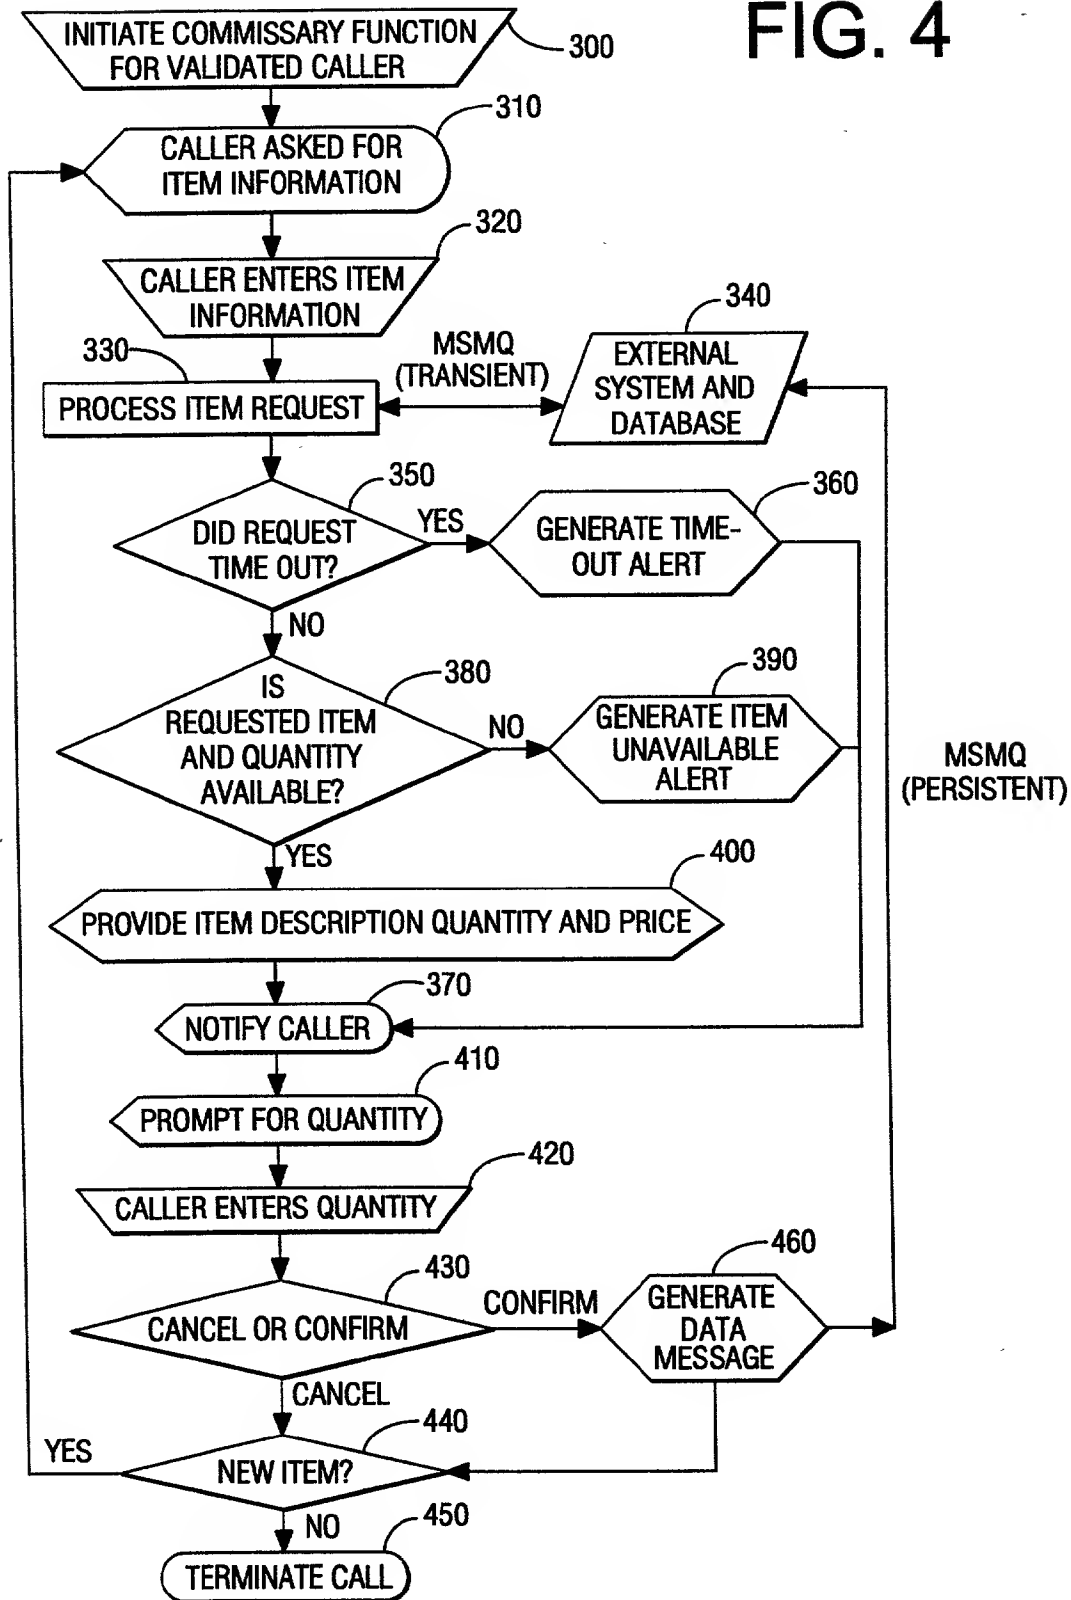 FIG. 4
INITIATE COMMISSARY FUNCTION
FOR VALIDATED CALLER
300
310
CALLER ASKED FOR
ITEM INFORMATION
320
CALLER ENTERS ITEM
INFORMATION
330
PROCESS ITEM REQUEST
MSMQ
(TRANSIENT)
340
EXTERNAL
SYSTEM AND
DATABASE
350
DID REQUEST
TIME OUT?
YES
360
GENERATE TIME-
OUT ALERT
NO
380
IS
REQUESTED ITEM
AND QUANTITY
AVAILABLE?
NO
390
GENERATE ITEM
UNAVAILABLE
ALERT
MSMQ
(PERSISTENT)
YES
400
PROVIDE ITEM DESCRIPTION QUANTITY AND PRICE
370
NOTIFY CALLER
410
PROMPT FOR QUANTITY
420
CALLER ENTERS QUANTITY
430
CANCEL OR CONFIRM
CONFIRM
460
GENERATE
DATA
MESSAGE
CANCEL
440
YES
NEW ITEM?
NO
450
TERMINATE CALL